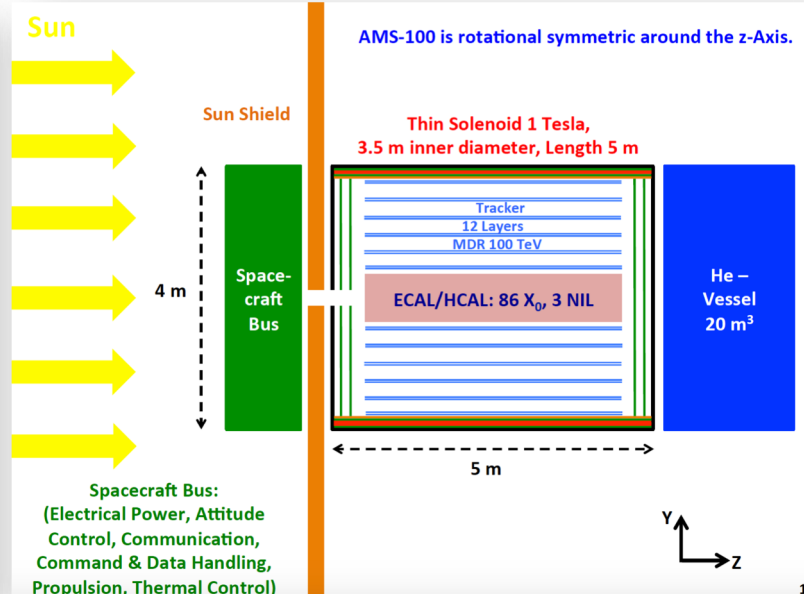 Sun
AMS-100 is rotational symmetric around the z-Axis.
Sun Shield
Thin Solenoid 1 Tesla,
3.5 m inner diameter, Length 5 m
Tracker
12 Layers
MDR 100 TeV
4 m
Space-
craft
Bus
ECAL/HCAL: 86 X₀, 3 NIL
He –
Vessel
20 m³
5 m
Spacecraft Bus:
(Electrical Power, Attitude
Control, Communication,
Command & Data Handling,
Propulsion, Thermal Control)
Y
Z
1